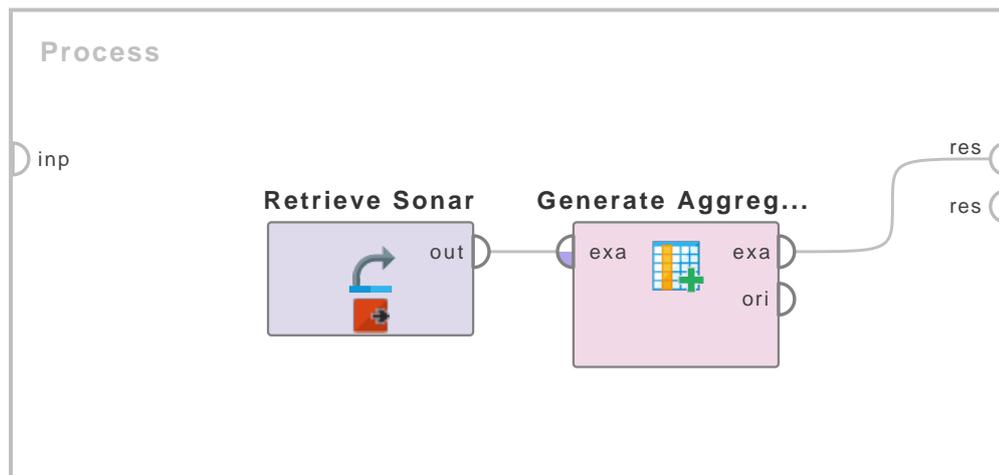 Process
inp
res
Retrieve Sonar
Generate Aggreg...
res
out
exa
exa
ori